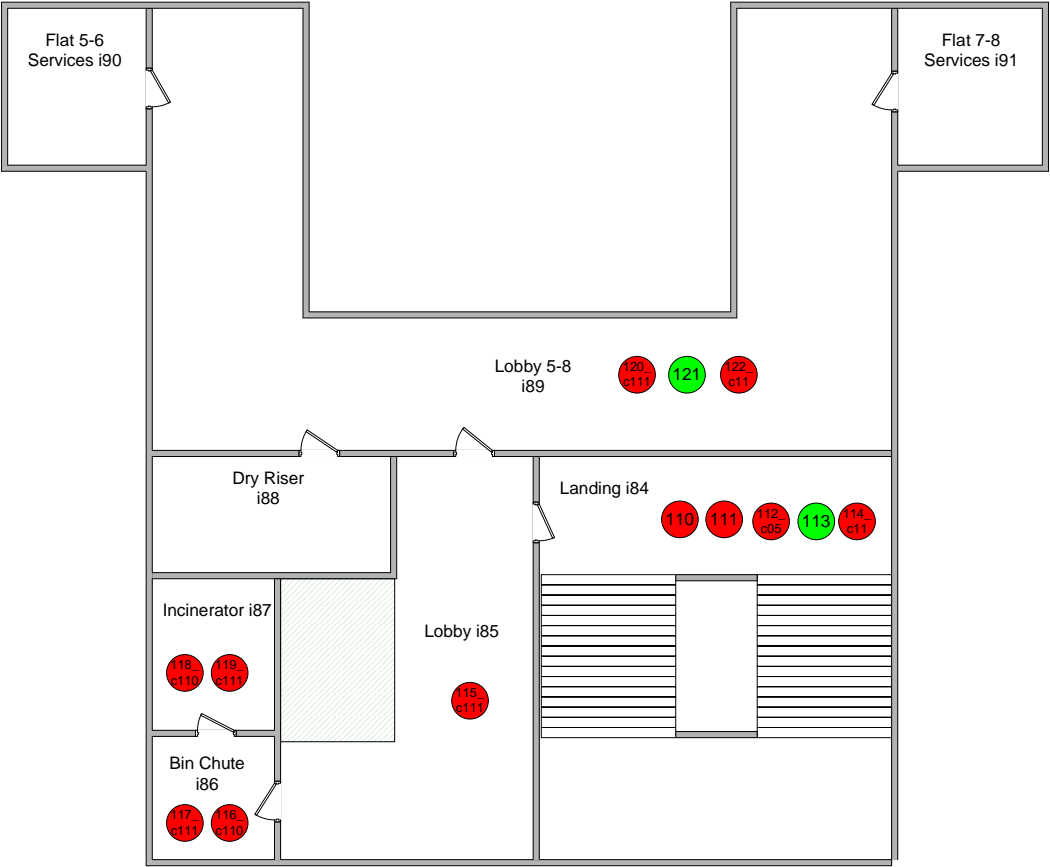 Flat 5-6
Services i90
Flat 7-8
Services i91
Lobby 5-8
i89
120_
c111
121
122_
c11
Dry Riser
i88
Landing i84
110
111
112_
c05
113
114_
c11
Incinerator i87
118_
c110
119_
c111
Lobby i85
115_
c111
Bin Chute
i86
117_
c111
116_
c110